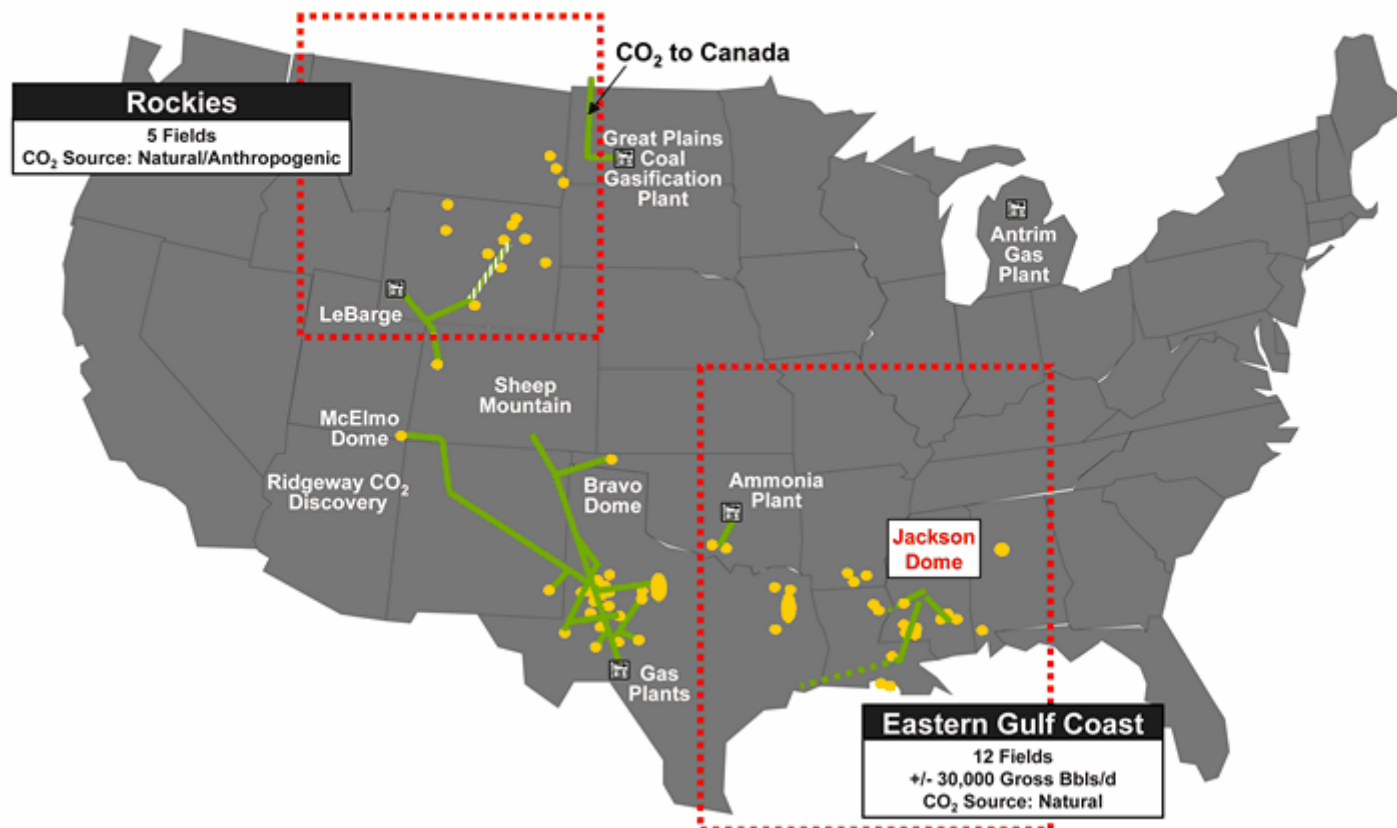 CO₂ to Canada
Rockies
5 Fields
CO₂ Source: Natural/Anthropogenic
Great Plains
Coal
Gasification
Plant
Antrim
Gas
Plant
LeBarge
Sheep
Mountain
McElmo
Dome
Ridgeway CO₂
Discovery
Bravo
Dome
Ammonia
Plant
Jackson
Dome
Gas
Plants
Eastern Gulf Coast
12 Fields
+/- 30,000 Gross Bbls/d
CO₂ Source: Natural